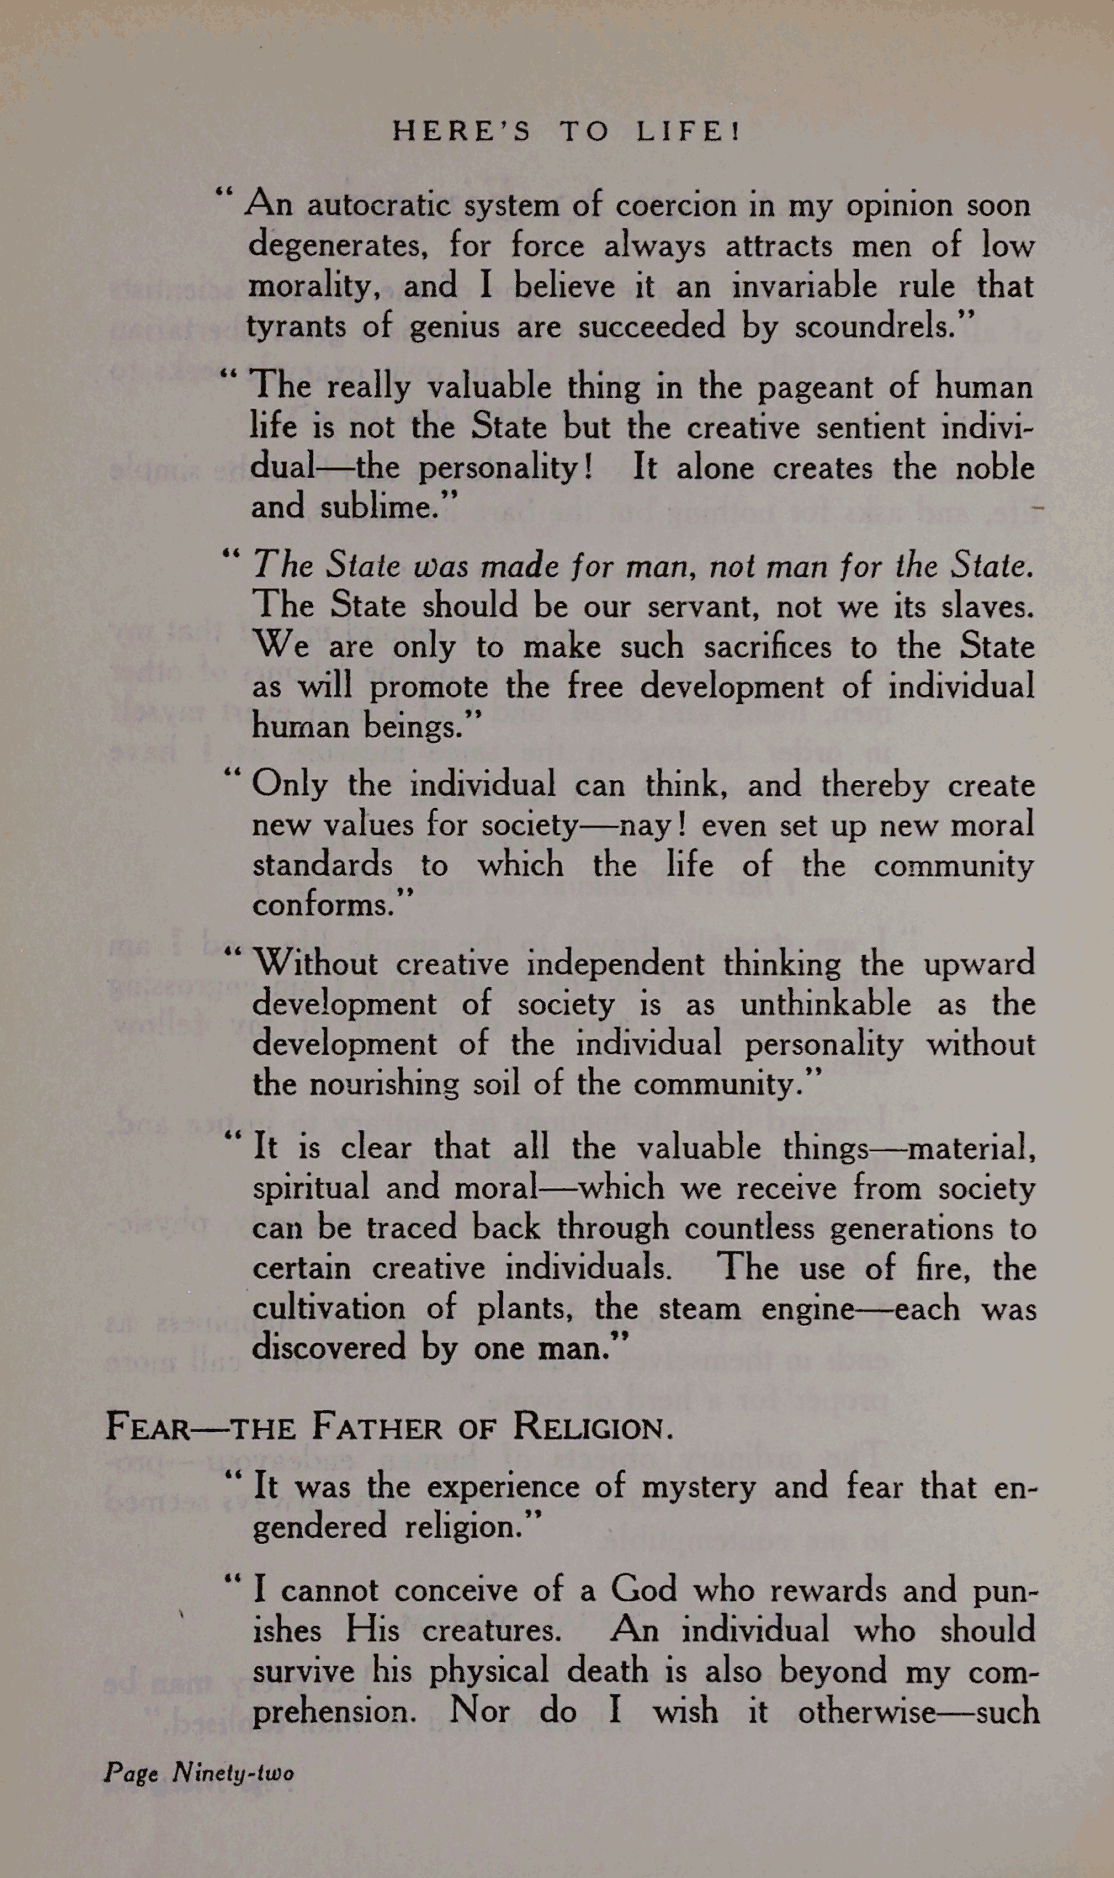 HERE'S TO LIFE!
“ An autocratic system of coercion in my opinion soon
degenerates, for force always attracts men of low
morality, and I believe it an invariable rule that
tyrants of genius are succeeded by scoundrels.”
“ The really valuable thing in the pageant of human
life is not the State but the creative sentient indivi-
dual—the personality! It alone creates the noble
and sublime.”
“ The State was made for man, not man for the State.
The State should be our servant, not we its slaves.
We are only to make such sacrifices to the State
as will promote the free development of individual
human beings.”
“ Only the individual can think, and thereby create
new values for society—nay! even set up new moral
standards to which the life of the community
conforms.”
“ Without creative independent thinking the upward
development of society is as unthinkable as the
development of the individual personality without
the nourishing soil of the community.”
“ It is clear that all the valuable things—material,
spiritual and moral—which we receive from society
can be traced back through countless generations to
certain creative individuals. The use of fire, the
cultivation of plants, the steam engine—each was
discovered by one man.”
FEAR—THE FATHER OF RELIGION.
“ It was the experience of mystery and fear that en-
gendered religion.”
“ I cannot conceive of a God who rewards and pun-
ishes His creatures. An individual who should
survive his physical death is also beyond my com-
prehension. Nor do I wish it otherwise—such
Page Ninety-two